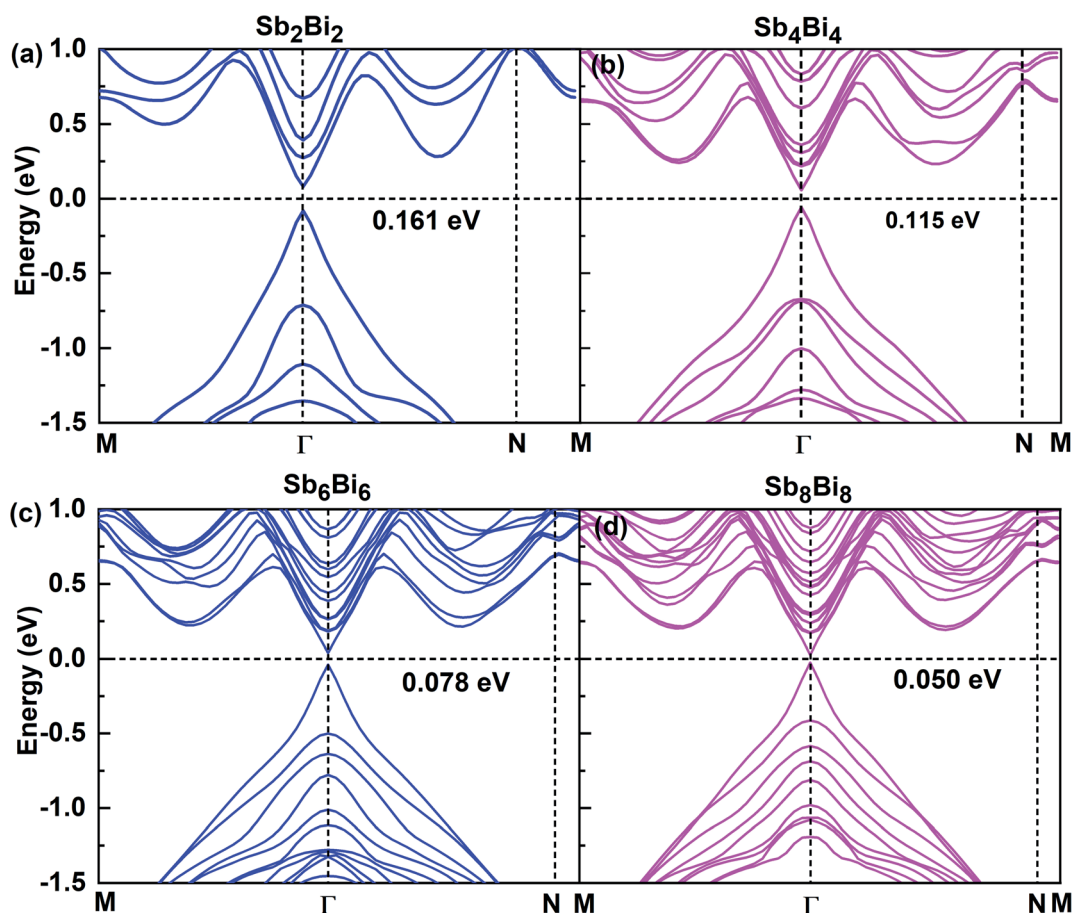 (a) Sb₂Bi₂
Energy (eV)
1.0
0.5
0.0
-0.5
-1.0
-1.5
0.161 eV
M Γ N M
(b) Sb₄Bi₄
0.115 eV
Γ N M
(c) Sb₆Bi₆
Energy (eV)
1.0
0.5
0.0
-0.5
-1.0
-1.5
0.078 eV
M Γ N M
(d) Sb₈Bi₈
0.050 eV
Γ N M